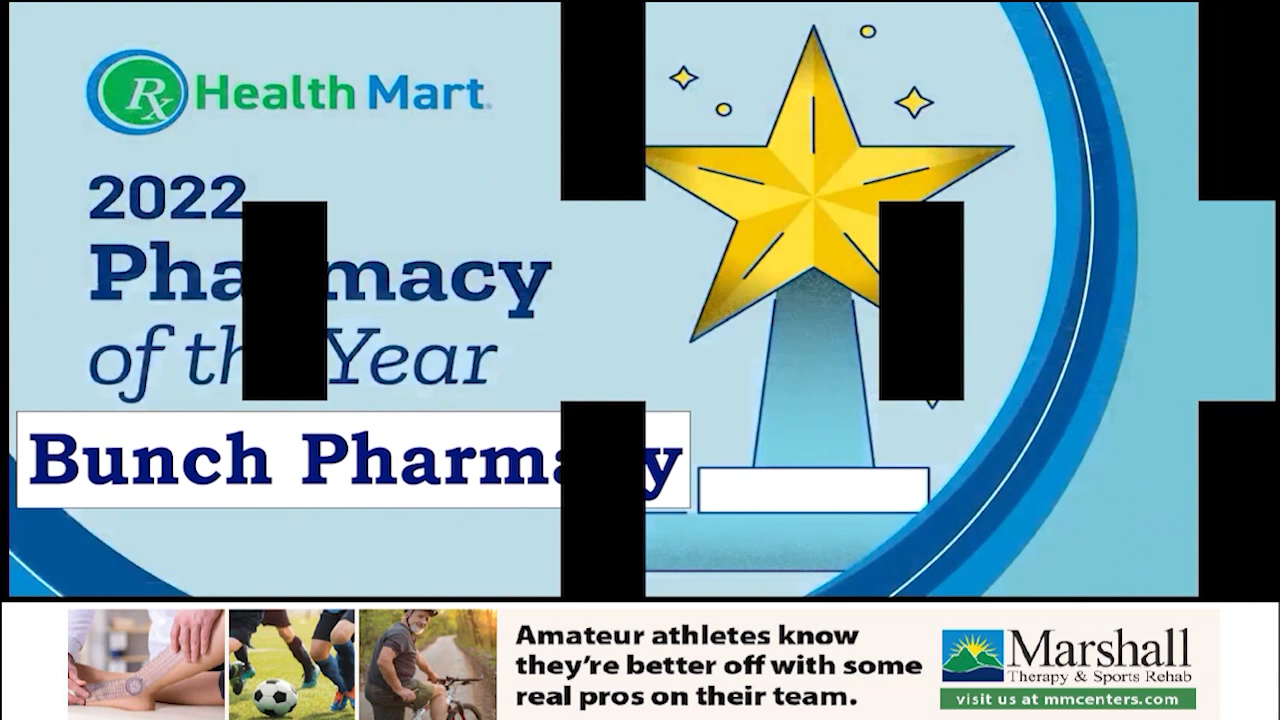 Rx Health Mart
2022
Pha macy
of th Year
Bunch Pharma y
Amateur athletes know
they're better off with some
real pros on their team.
Marshall
Therapy & Sports Rehab
visit us at mmcenters.com